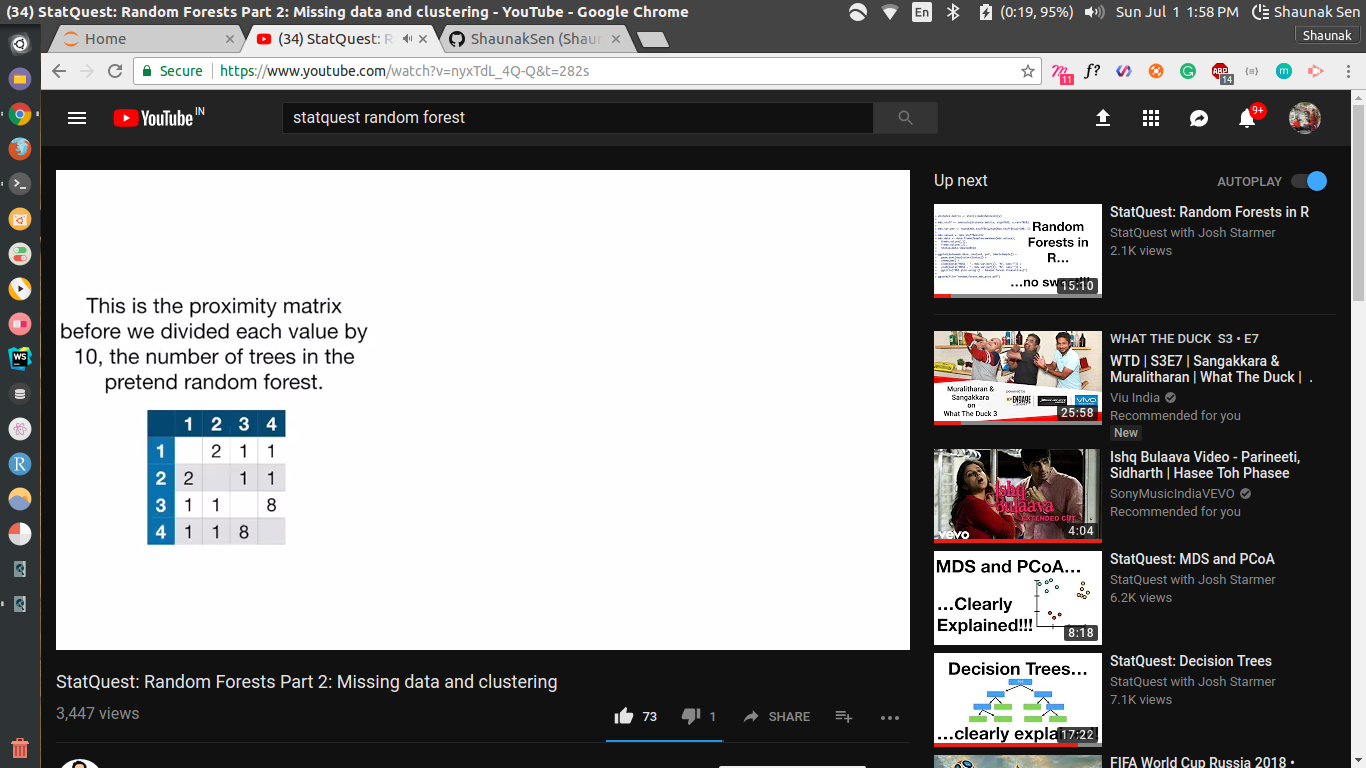 (34) StatQuest: Random Forests Part 2: Missing data and clustering - YouTube - Google Chrome
En
(0:19, 95%)
Sun Jul 1 1:58 PM
Shaunak Sen
Home
(34) StatQuest: R
ShaunakSen (Shaun
Shaunak
Secure
https://www.youtube.com/watch?v=nyxTdL_4Q-Q&t=282s
11
f?
ABP
14
m
YouTube IN
statquest random forest
9+
This is the proximity matrix
before we divided each value by
10, the number of trees in the
pretend random forest.
1 2 3 4
1 2 1 1
2 2 1 1
3 1 1 8
4 1 1 8
StatQuest: Random Forests Part 2: Missing data and clustering
3,447 views
73
1
SHARE
Up next
AUTOPLAY
Random
Forests in
R...
...no sw
15:10
StatQuest: Random Forests in R
StatQuest with Josh Starmer
2.1K views
Muralitharan &
Sangakkara
on
What The Duck 3
ENGAGE
vivo
25:58
WHAT THE DUCK S3 • E7
WTD | S3E7 | Sangakkara &
Muralitharan | What The Duck | .
Viu India
Recommended for you
New
ishq
bulaava
EXTENDED CUT
vevo
4:04
Ishq Bulaava Video - Parineeti,
Sidharth | Hasee Toh Phasee
SonyMusicIndiaVEVO
Recommended for you
MDS and PCoA...
...Clearly
Explained!!!
8:18
StatQuest: MDS and PCoA
StatQuest with Josh Starmer
6.2K views
Decision Trees...
...clearly expla
17:22
StatQuest: Decision Trees
StatQuest with Josh Starmer
7.1K views
FIFA World Cup Russia 2018 •
WS
R